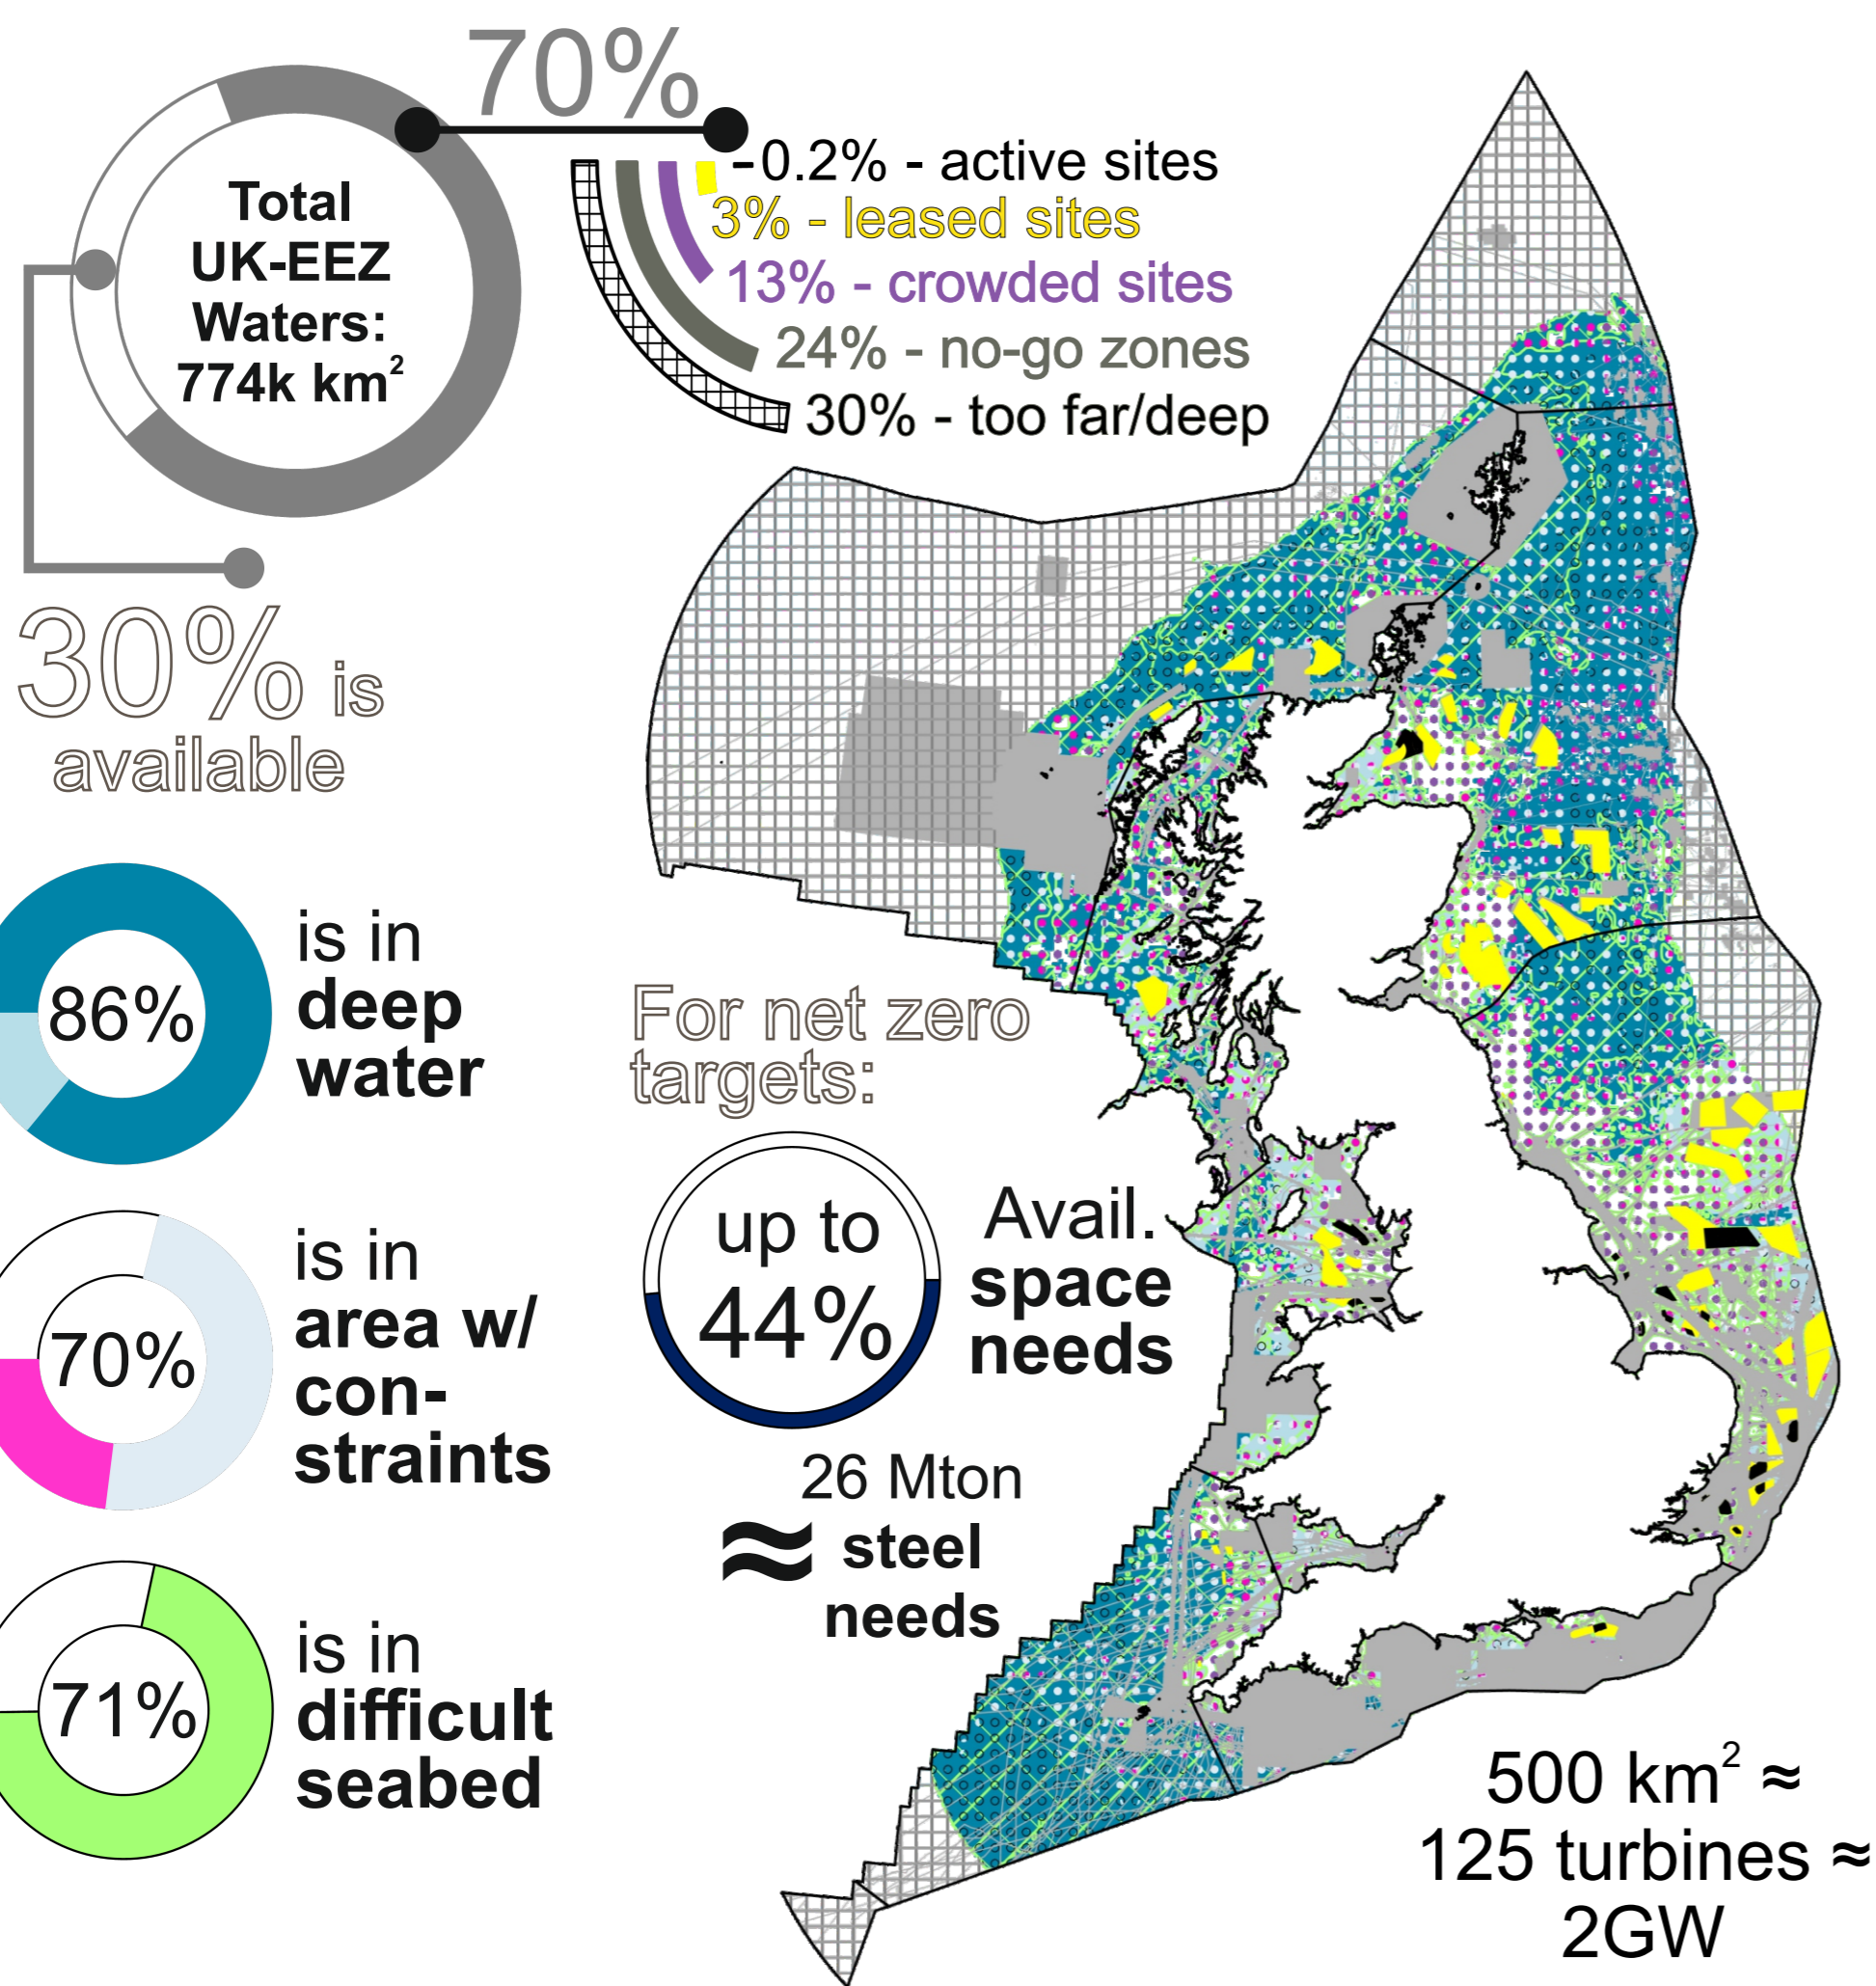 70%
Total
UK-EEZ
Waters:
774k km²
-0.2% - active sites
3% - leased sites
13% - crowded sites
24% - no-go zones
30% - too far/deep
30% is
available
86%
is in
deep
water
70%
is in
area w/
con-
straints
71%
is in
difficult
seabed
For net zero
targets:
up to
44%
Avail.
space
needs
26 Mton
≈ steel
needs
500 km² ≈
125 turbines ≈
2GW